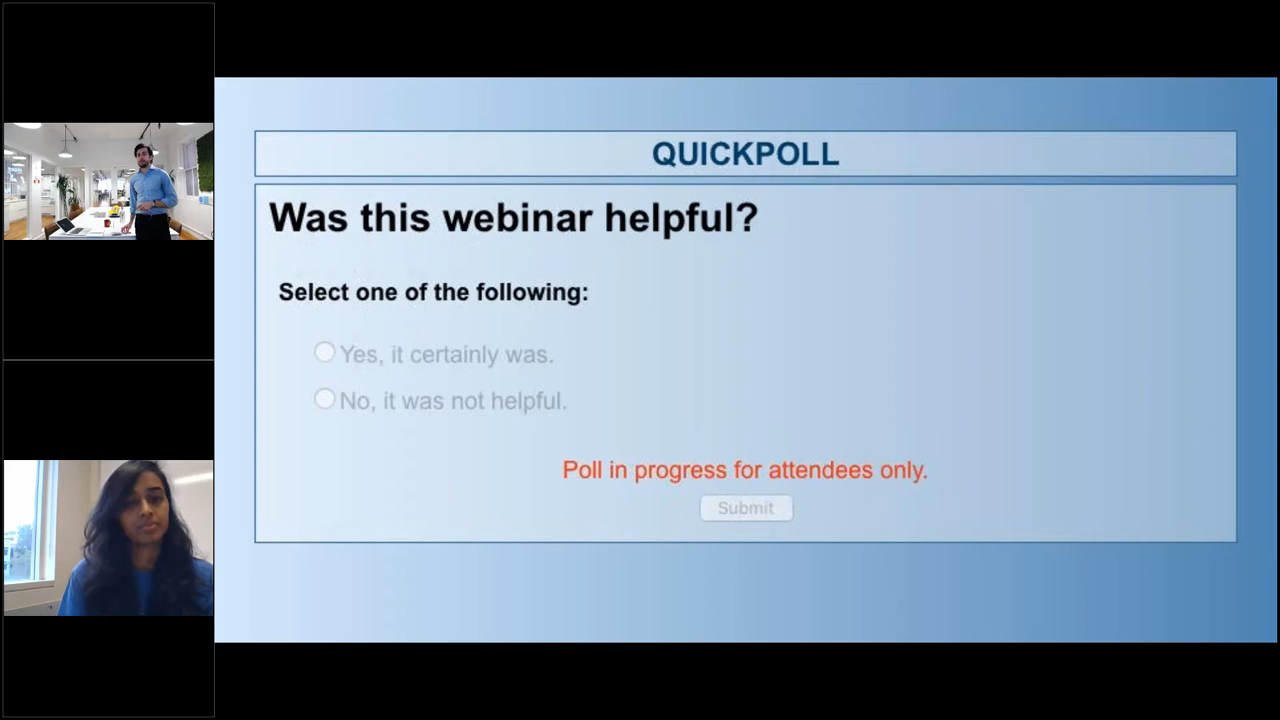 QUICKPOLL
Was this webinar helpful?
Select one of the following:
Yes, it certainly was.
No, it was not helpful.
Poll in progress for attendees only.
Submit